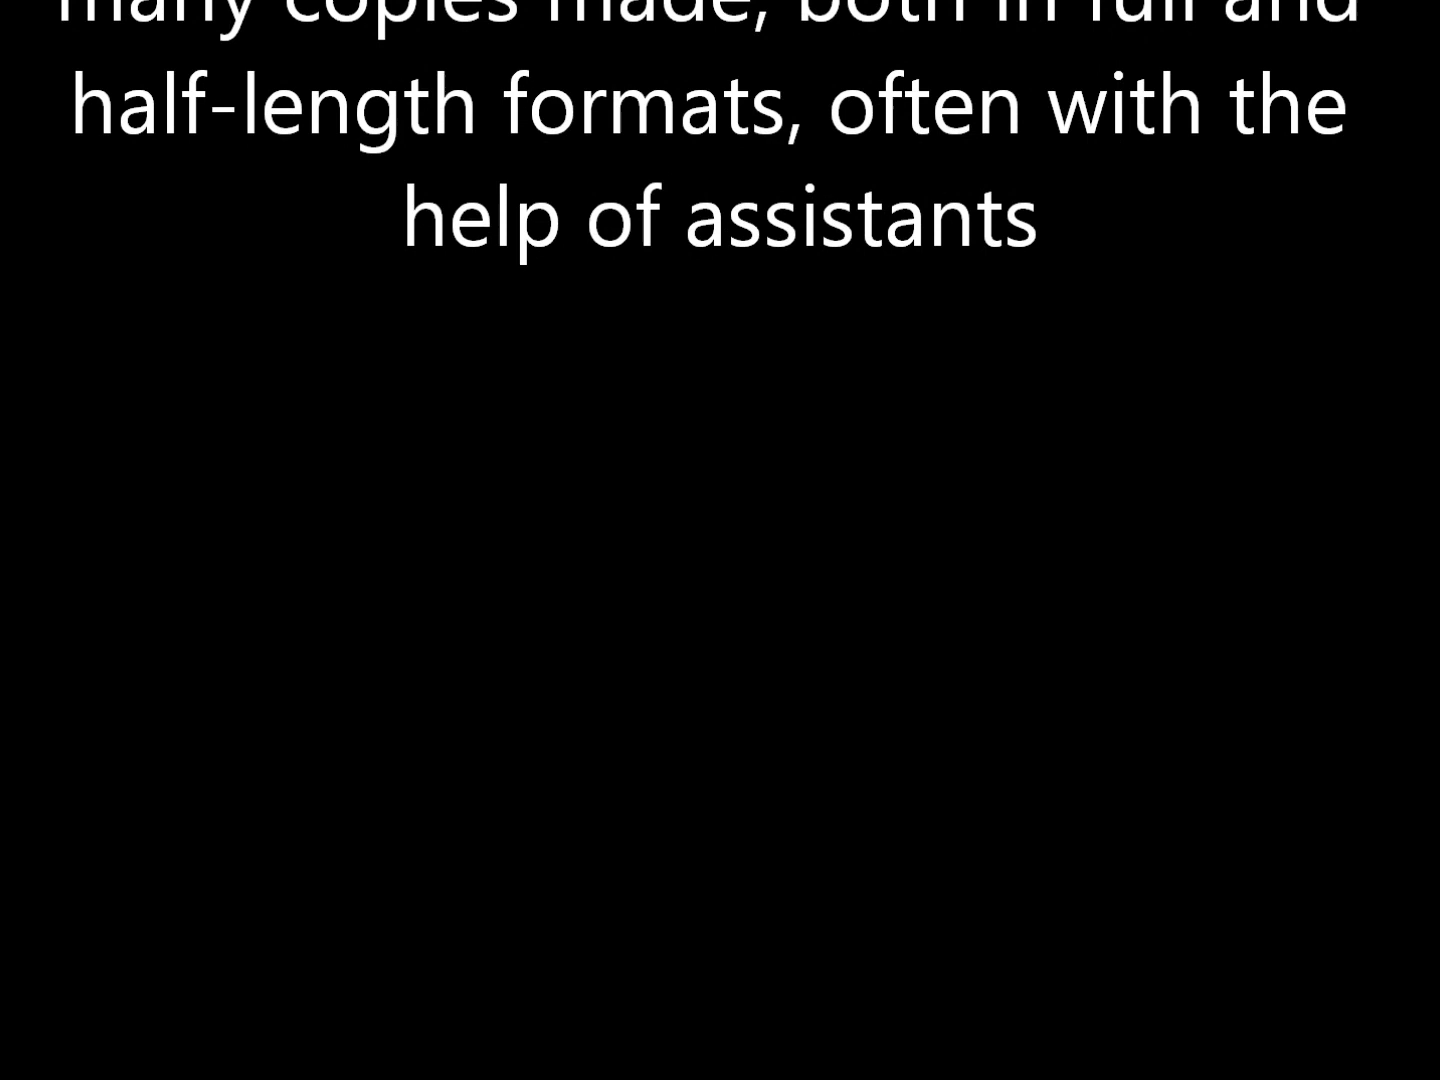 many copies made, both in full and
half-length formats, often with the
help of assistants